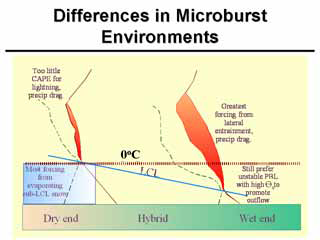 Differences in Microburst
Environments
Too little
CAPE for
lightning,
precip drag.
Greatest
forcing from
lateral
entrainment,
precip drag.
0°C
LCL
Most forcing
from
evaporating
sub-LCL snow
Still prefer
unstable PBL
with high Θe to
promote
outflow
Dry end
Hybrid
Wet end